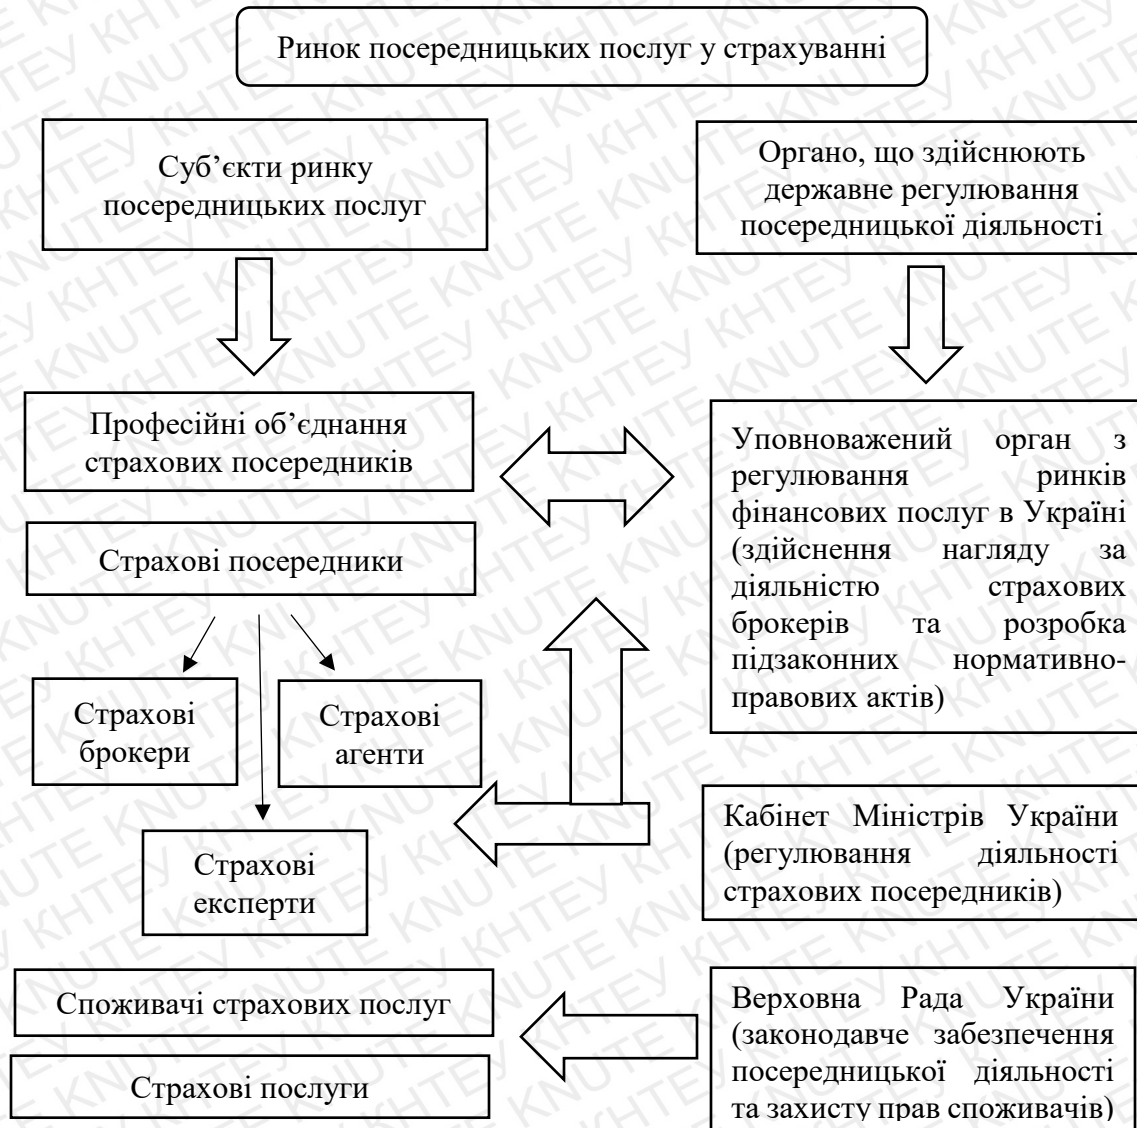 Ринок посередницьких послуг у страхуванні
Суб’єкти ринку
посередницьких послуг
Органо, що здійснюють
державне регулювання
посередницької діяльності
Професійні об’єднання
страхових посередників
Страхові посередники
Страхові
брокери
Страхові
агенти
Страхові
експерти
Споживачі страхових послуг
Страхові послуги
Уповноважений орган з
регулювання ринків
фінансових послуг в Україні
(здійснення нагляду за
діяльністю страхових
брокерів та розробка
підзаконних нормативно-
правових актів)
Кабінет Міністрів України
(регулювання діяльності
страхових посередників)
Верховна Рада України
(законодавче забезпечення
посередницької діяльності
та захисту прав споживачів)